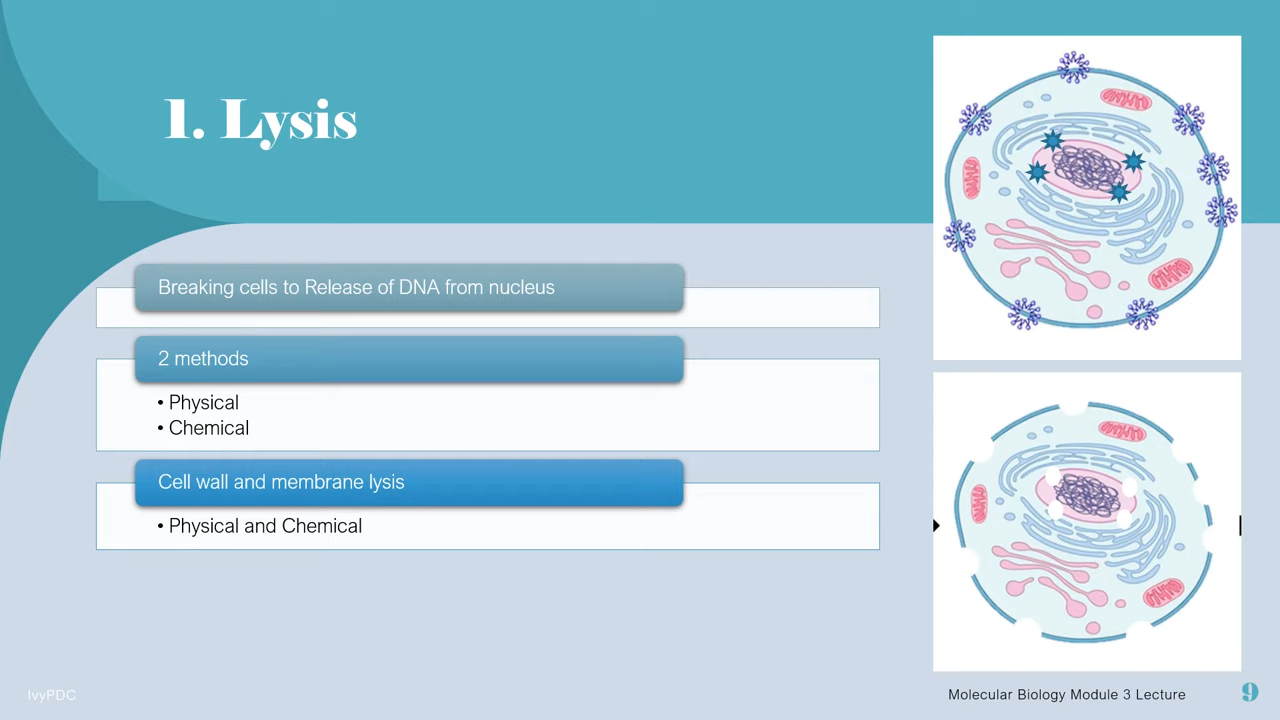 1. Lysis
Breaking cells to Release of DNA from nucleus
2 methods
• Physical
• Chemical
Cell wall and membrane lysis
• Physical and Chemical
IvyPDC
Molecular Biology Module 3 Lecture
9